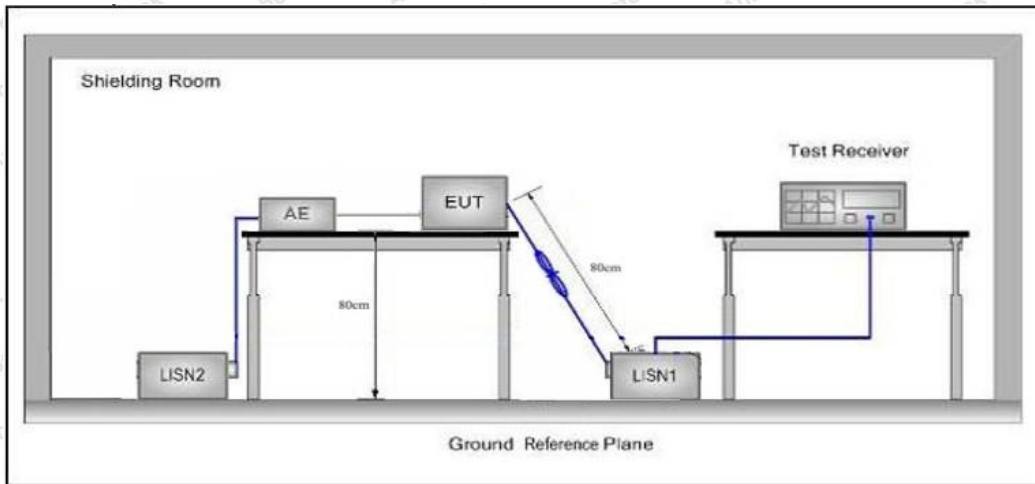 Shielding Room
Test Receiver
AE
EUT
80cm
80cm
LISN2
LISN1
Ground Reference Plane